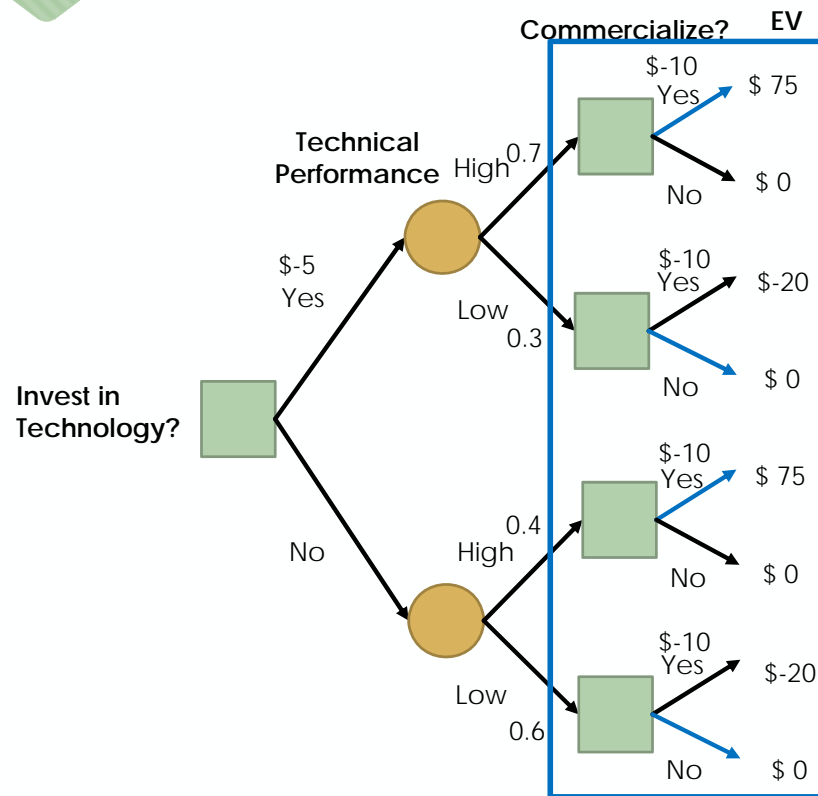 Commercialize?
EV
$-10
Yes
$ 75
Technical
Performance
High
0.7
No
$ 0
$-5
Yes
$-10
Yes
$-20
Low
0.3
No
$ 0
Invest in
Technology?
$-10
Yes
$ 75
No
High
0.4
No
$ 0
$-10
Yes
$-20
Low
0.6
No
$ 0